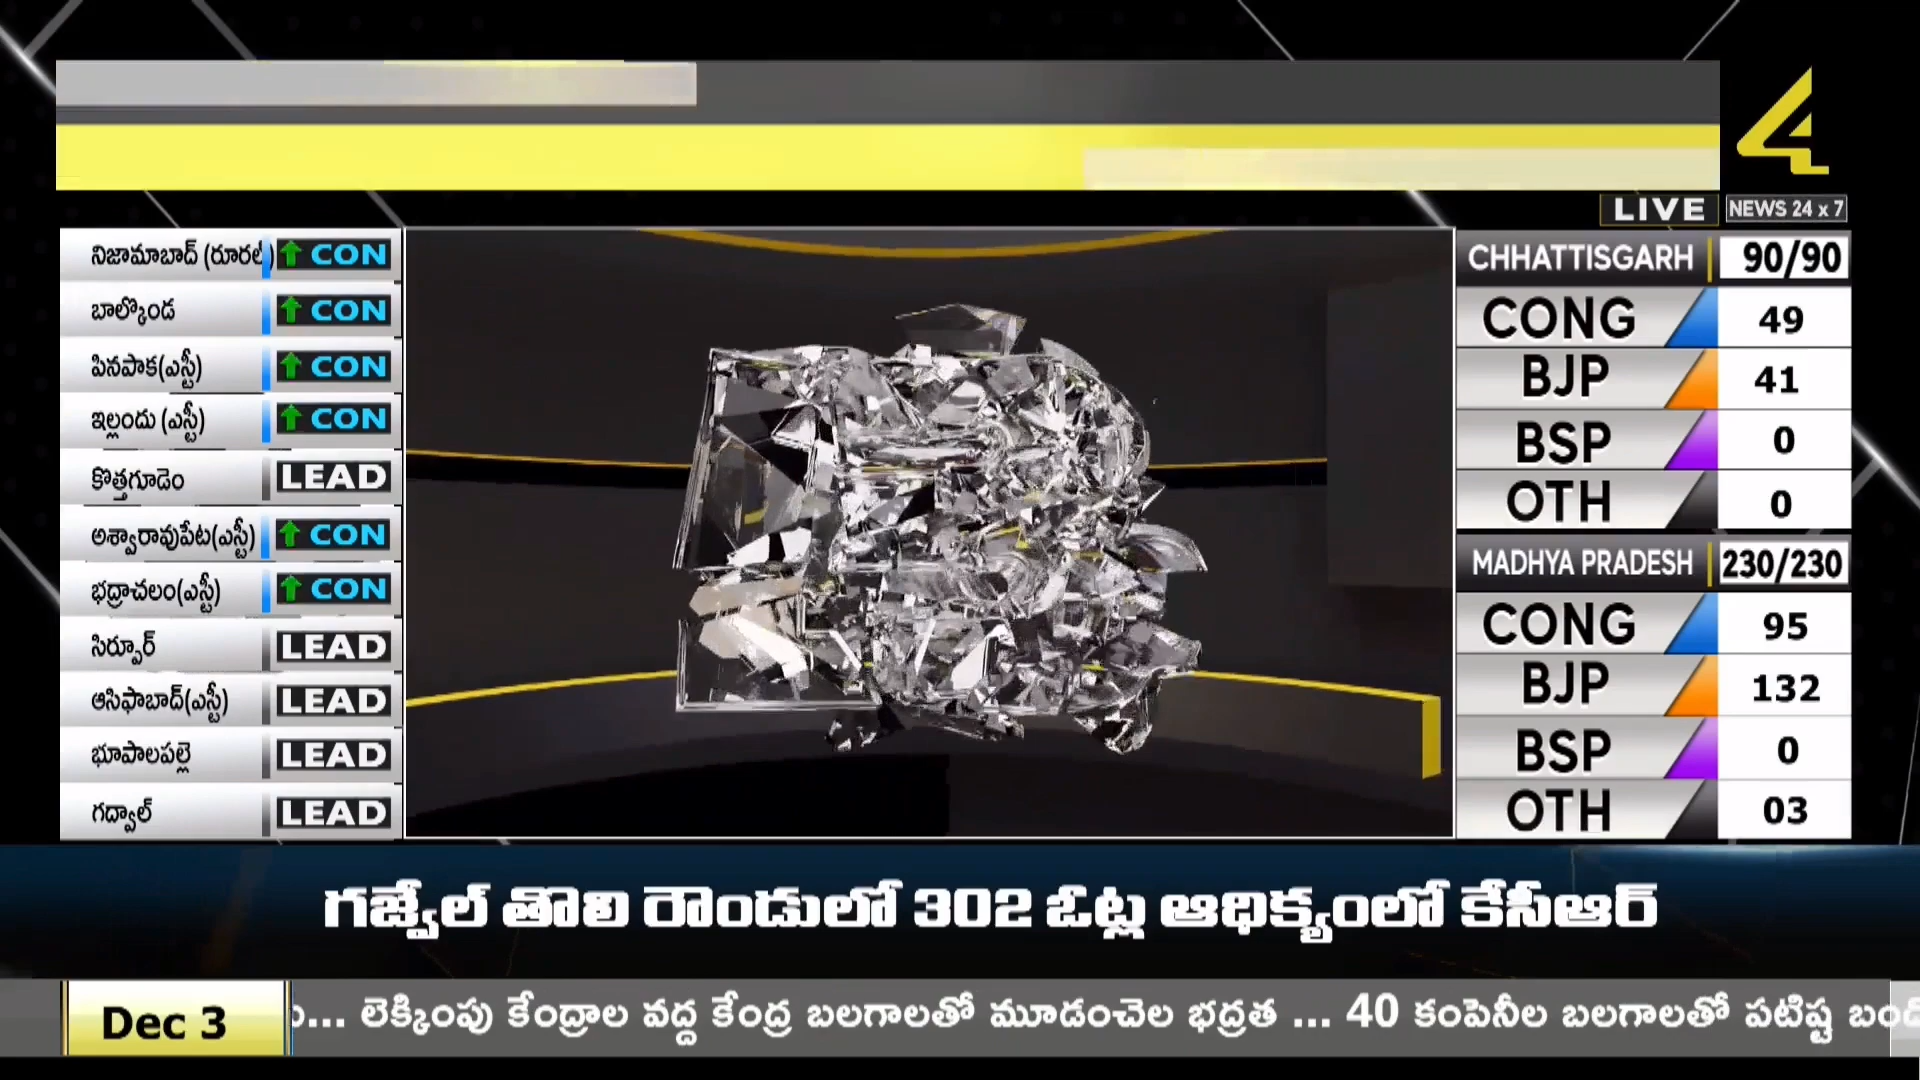 4
LIVE NEWS 24 x 7
నిజామాబాద్ (రూరల్) CON
బాల్కొండ CON
పినపాక(ఎస్టీ) CON
ఇల్లందు (ఎస్టీ) CON
కొత్తగూడెం LEAD
అశ్వారావుపేట(ఎస్టీ) CON
భద్రాచలం(ఎస్టీ) CON
సిర్పూర్ LEAD
ఆసిఫాబాద్(ఎస్టీ) LEAD
భూపాలపల్లె LEAD
గద్వాల్ LEAD
CHHATTISGARH 90/90
CONG 49
BJP 41
BSP 0
OTH 0
MADHYA PRADESH 230/230
CONG 95
BJP 132
BSP 0
OTH 03
గజ్వేల్ తొలి రౌండులో 302 ఓట్ల ఆధిక్యంలో కేసీఆర్
Dec 3 ... లెక్కింపు కేంద్రాల వద్ద కేంద్ర బలగాలతో మూడంచెల భద్రత ... 40 కంపెనీల బలగాలతో పటిష్ట